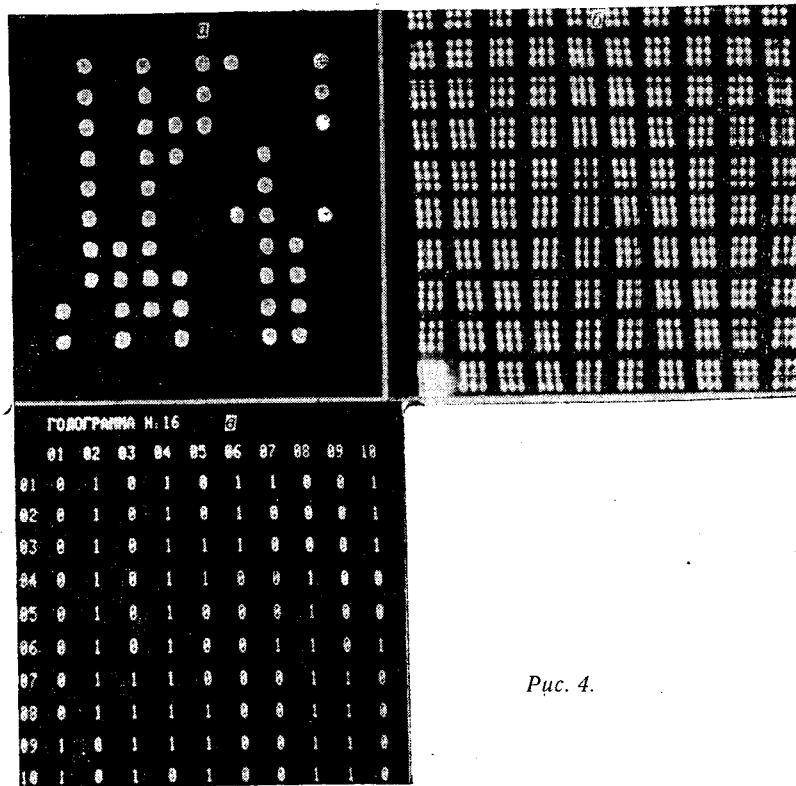 а
б
ГОЛОГРАММА Н:16 в
01 02 03 04 05 06 07 08 09 10
01 0 1 0 1 0 1 1 0 0 1
02 0 1 0 1 0 1 0 0 0 1
03 0 1 0 1 1 1 0 0 0 1
04 0 1 0 1 1 0 0 1 0 0
05 0 1 0 1 0 0 0 1 0 0
06 0 1 0 1 0 0 1 1 0 1
07 0 1 1 1 0 0 0 1 1 0
08 0 1 1 1 1 0 0 1 1 0
09 1 0 1 1 1 0 0 1 1 0
10 1 0 1 0 1 0 0 1 1 0
Рис. 4.